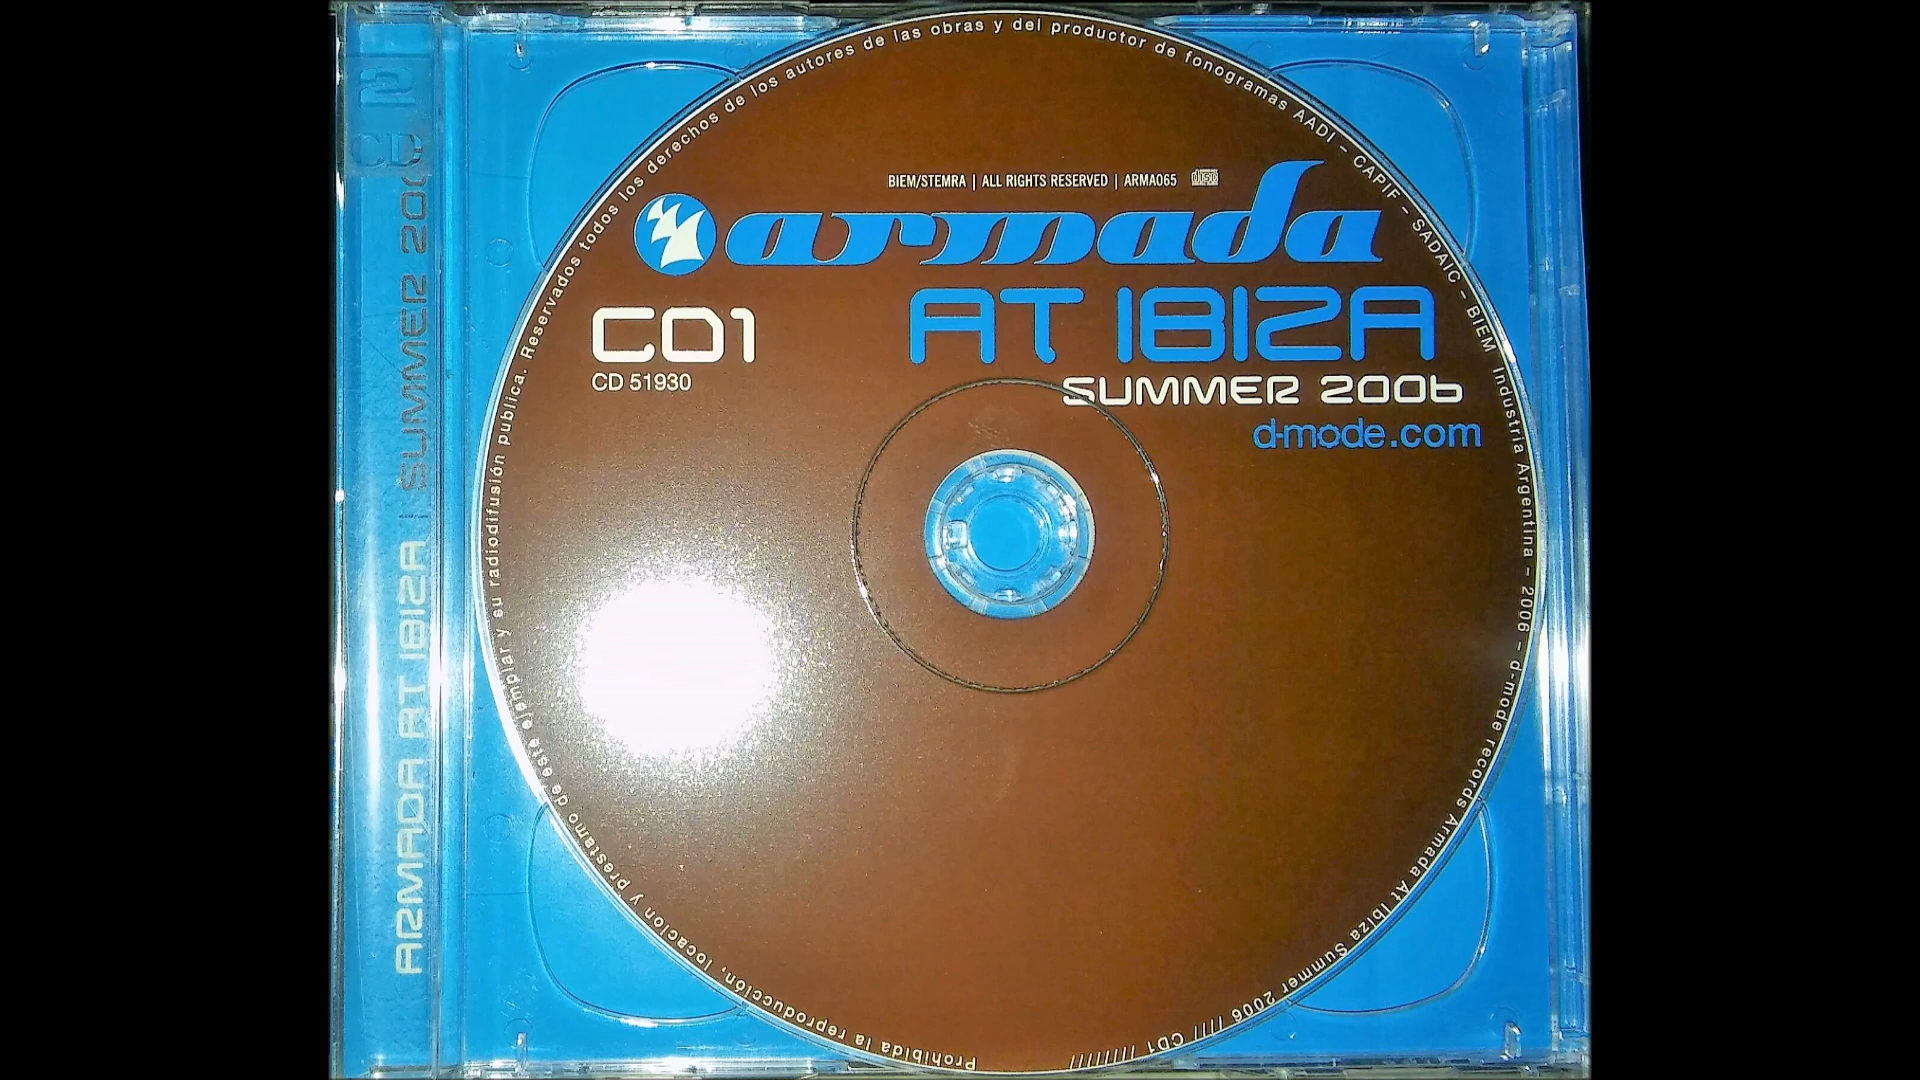 2
CD
ARMADA AT IBIZA | SUMMER 200
BIEM/STEMRA | ALL RIGHTS RESERVED | ARMA065 disc
armada
AT IBIZA
CD1
SUMMER 2006
CD 51930
d-mode.com
Prohibida la reproducción, locación y prestamo de este ejemplar y su radiodifusión publica. Reservados todos los derechos de los autores de las obras y del productor de fonogramas AADI - CAPIF - SADAIC - BIEM Industria Argentina - 2006 - d-mode records Armada At Ibiza Summer 2006 //// CD1 ////////